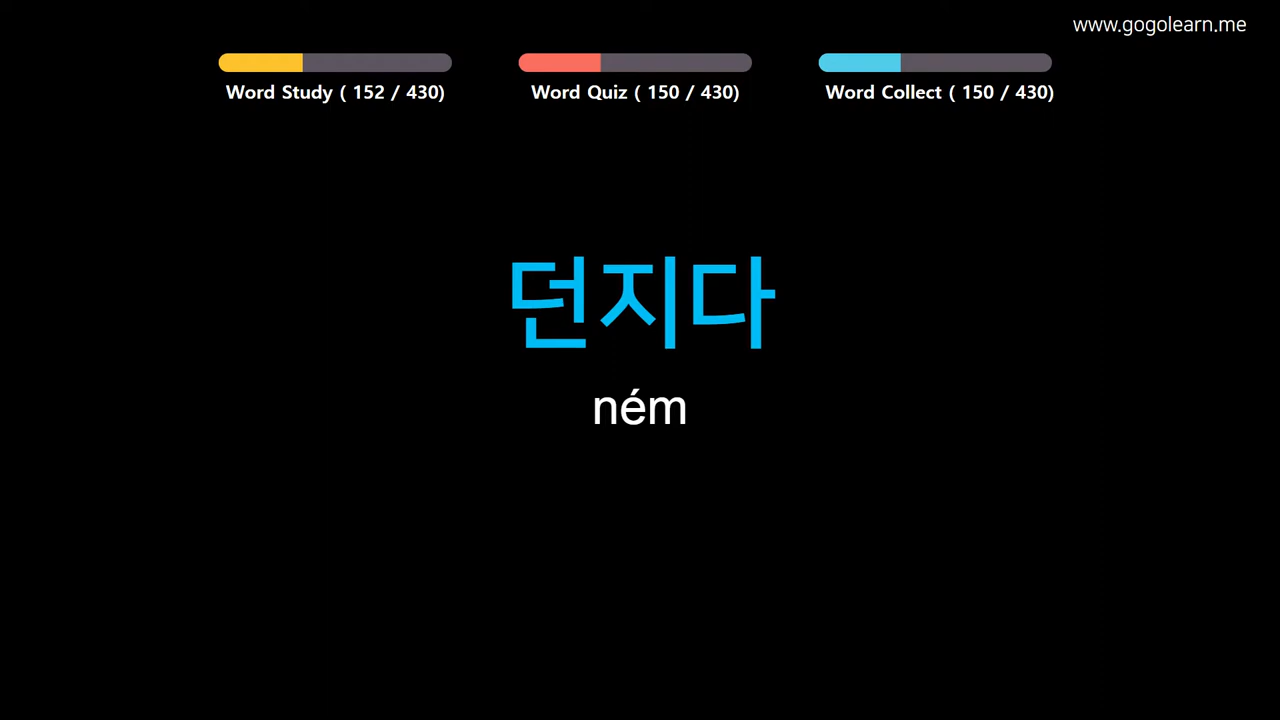 www.gogolearn.me
Word Study ( 152 / 430)
Word Quiz ( 150 / 430)
Word Collect ( 150 / 430)
던지다
ném